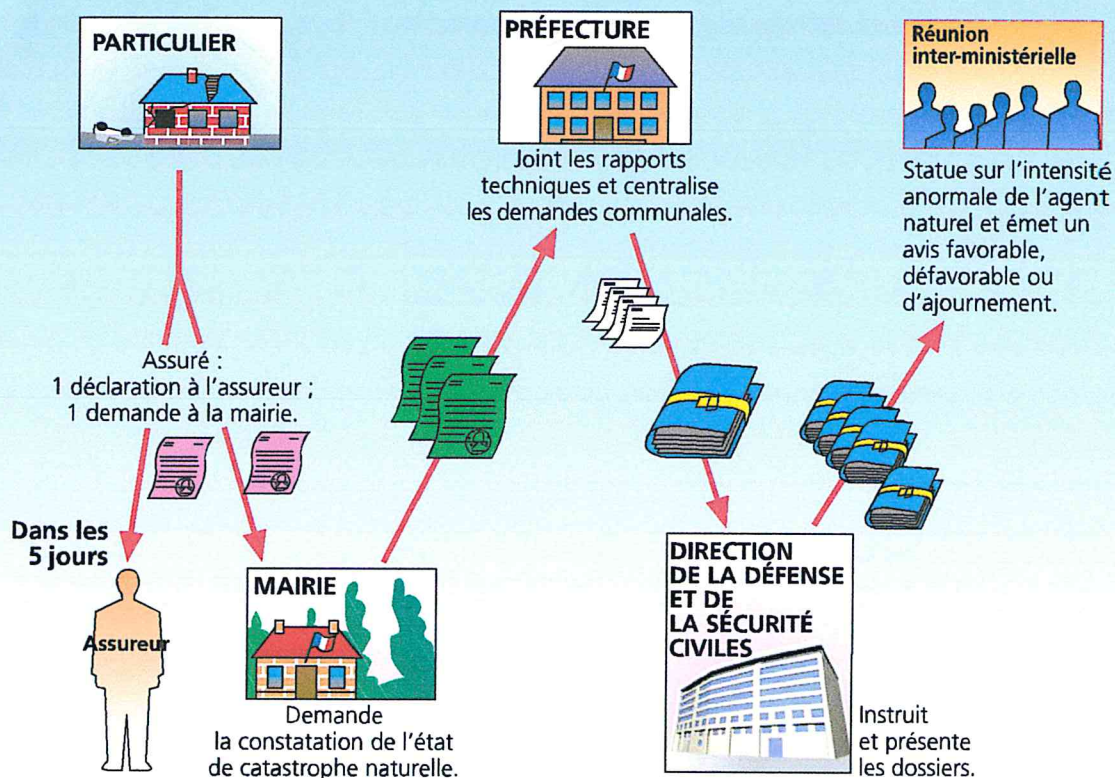 PARTICULIER
Assuré :
1 déclaration à l'assureur ;
1 demande à la mairie.
Dans les
5 jours
Assureur
MAIRIE
Demande
la constatation de l'état
de catastrophe naturelle.
PRÉFECTURE
Joint les rapports
techniques et centralise
les demandes communales.
DIRECTION
DE LA DÉFENSE
ET DE
LA SÉCURITÉ
CIVILES
Instruit
et présente
les dossiers.
Réunion
inter-ministérielle
Statue sur l'intensité
anormale de l'agent
naturel et émet un
avis favorable,
défavorable ou
d'ajournement.